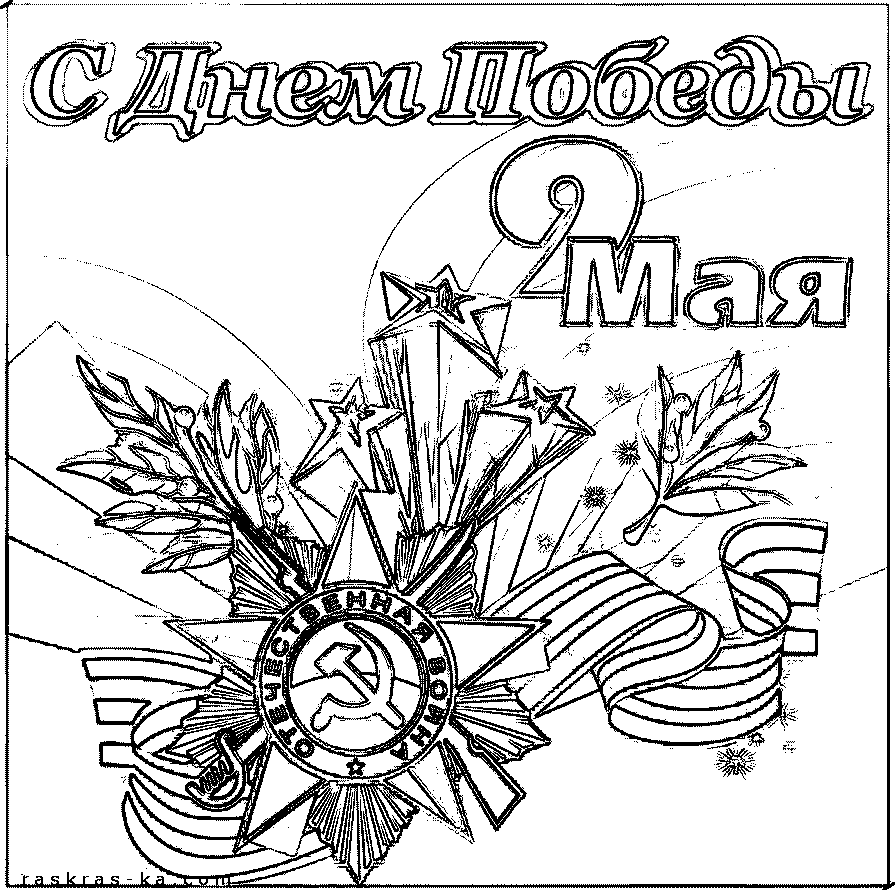 С Днем Победы
9
Мая
ОТЕЧЕСТВЕННАЯ ВОЙНА
raskras-ka.com